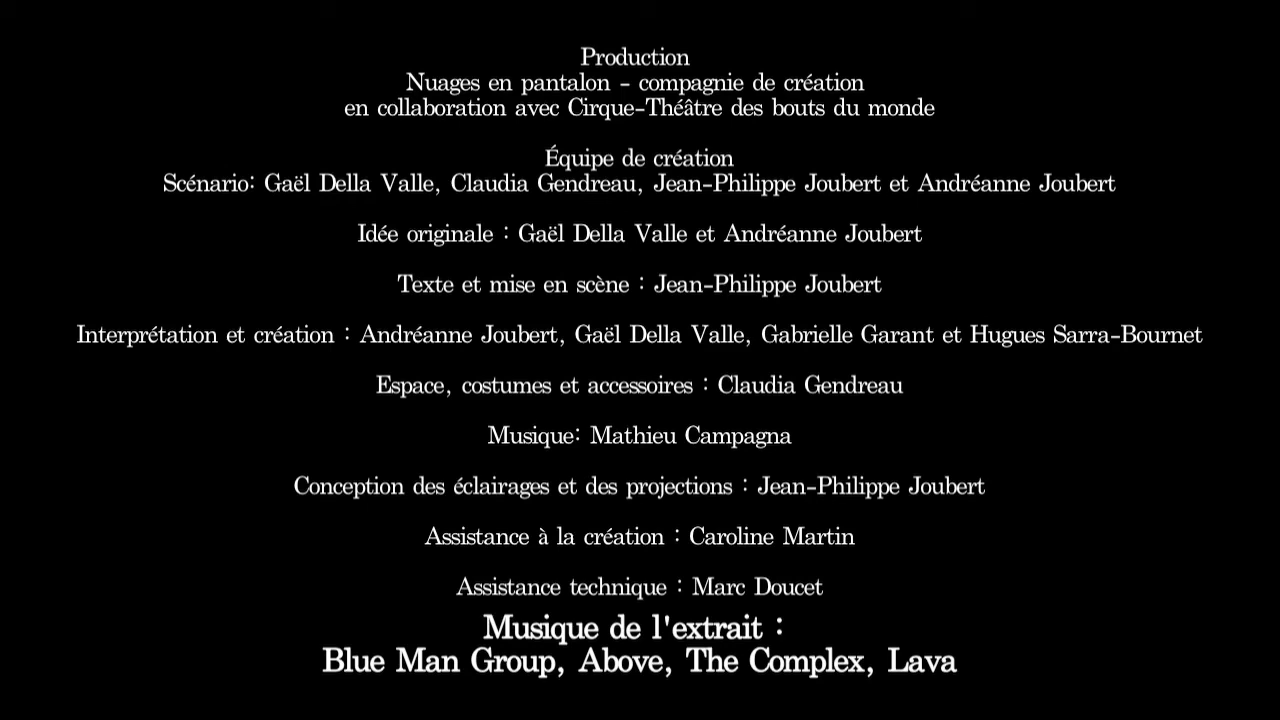 Production
Nuages en pantalon - compagnie de création
en collaboration avec Cirque-Théâtre des bouts du monde
Équipe de création
Scénario: Gaël Della Valle, Claudia Gendreau, Jean-Philippe Joubert et Andréanne Joubert
Idée originale : Gaël Della Valle et Andréanne Joubert
Texte et mise en scène : Jean-Philippe Joubert
Interprétation et création : Andréanne Joubert, Gaël Della Valle, Gabrielle Garant et Hugues Sarra-Bournet
Espace, costumes et accessoires : Claudia Gendreau
Musique: Mathieu Campagna
Conception des éclairages et des projections : Jean-Philippe Joubert
Assistance à la création : Caroline Martin
Assistance technique : Marc Doucet
Musique de l'extrait :
Blue Man Group, Above, The Complex, Lava